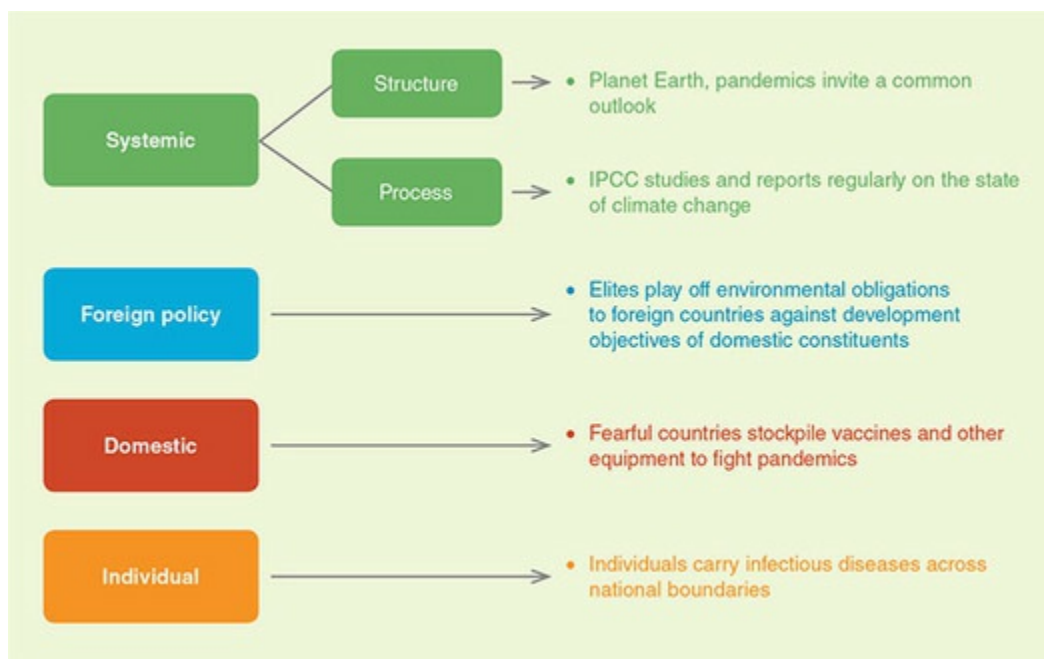 Structure
• Planet Earth, pandemics invite a common
outlook
Systemic
Process
• IPCC studies and reports regularly on the state
of climate change
Foreign policy
• Elites play off environmental obligations
to foreign countries against development
objectives of domestic constituents
Domestic
• Fearful countries stockpile vaccines and other
equipment to fight pandemics
Individual
• Individuals carry infectious diseases across
national boundaries